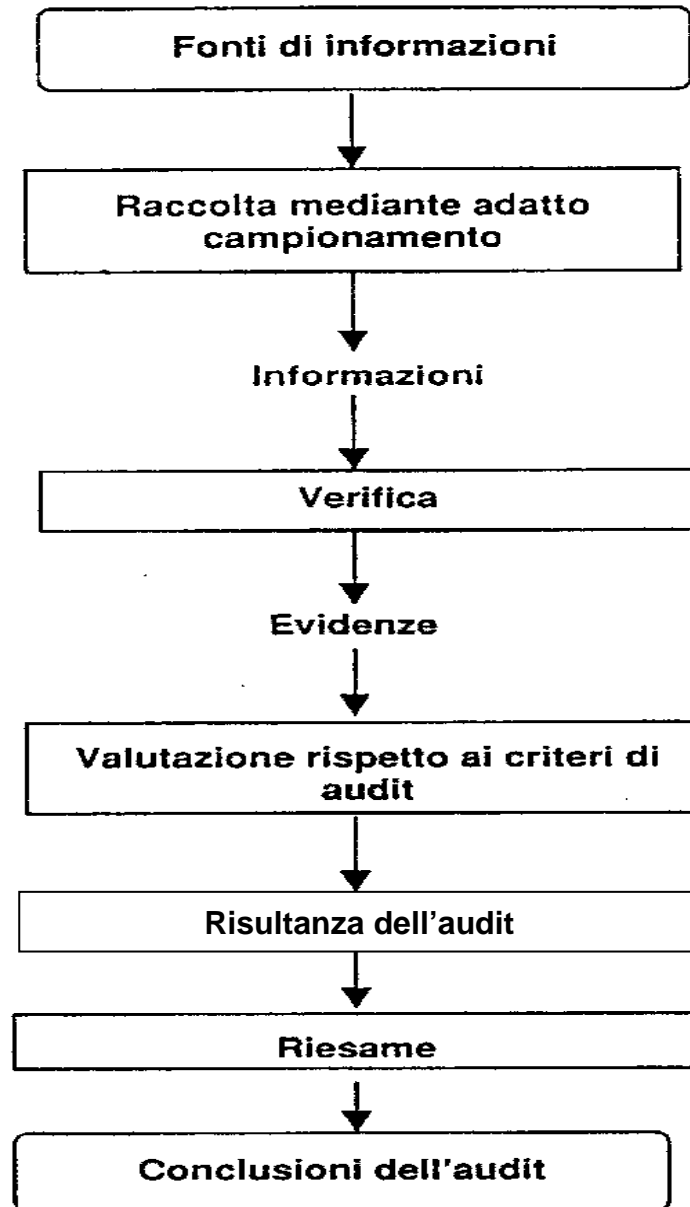 Fonti di informazioni
Raccolta mediante adatto
campionamento
Informazioni
Verifica
Evidenze
Valutazione rispetto ai criteri di
audit
Risultanza dell'audit
Riesame
Conclusioni dell'audit